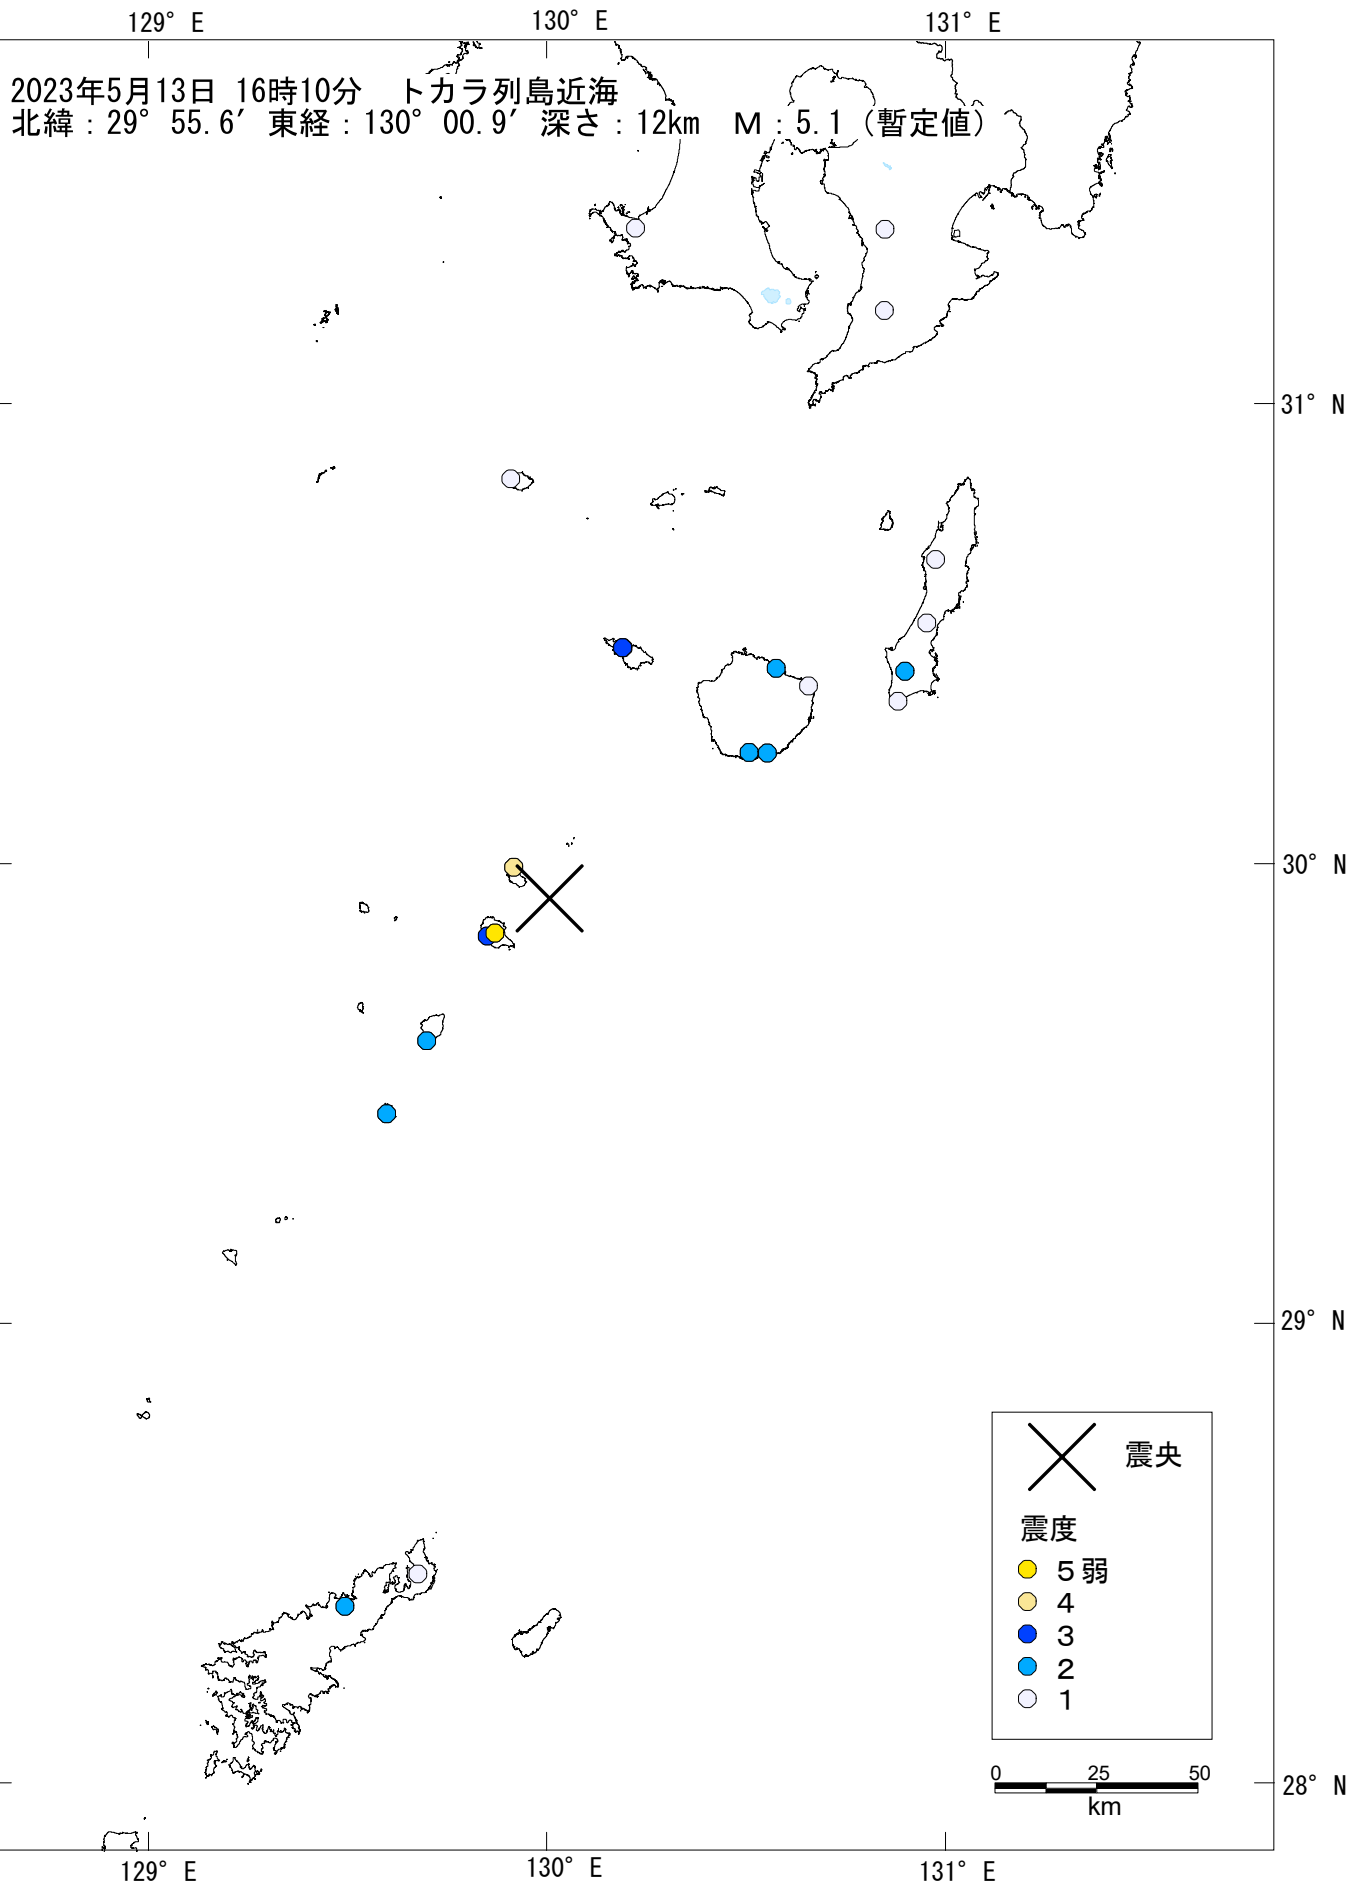 129° E
130° E
131° E
2023年5月13日 16時10分 トカラ列島近海
北緯：29° 55.6′ 東経：130° 00.9′ 深さ：12km M：5.1（暫定値）
31° N
30° N
29° N
震央
震度
５弱
４
３
２
１
0 25 50
km
28° N
129° E
130° E
131° E